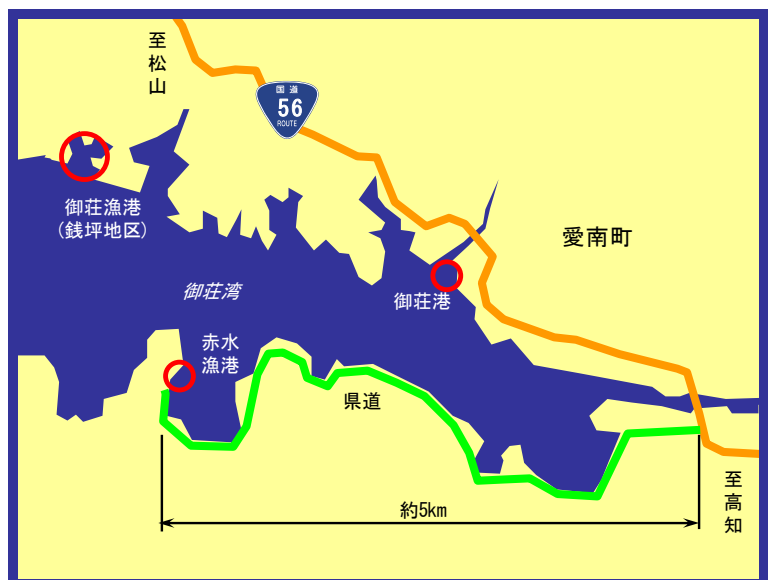 至松山
国道
56
ROUTE
御荘漁港
(銭坪地区)
愛南町
御荘湾
御荘港
赤水
漁港
県道
約5km
至高知